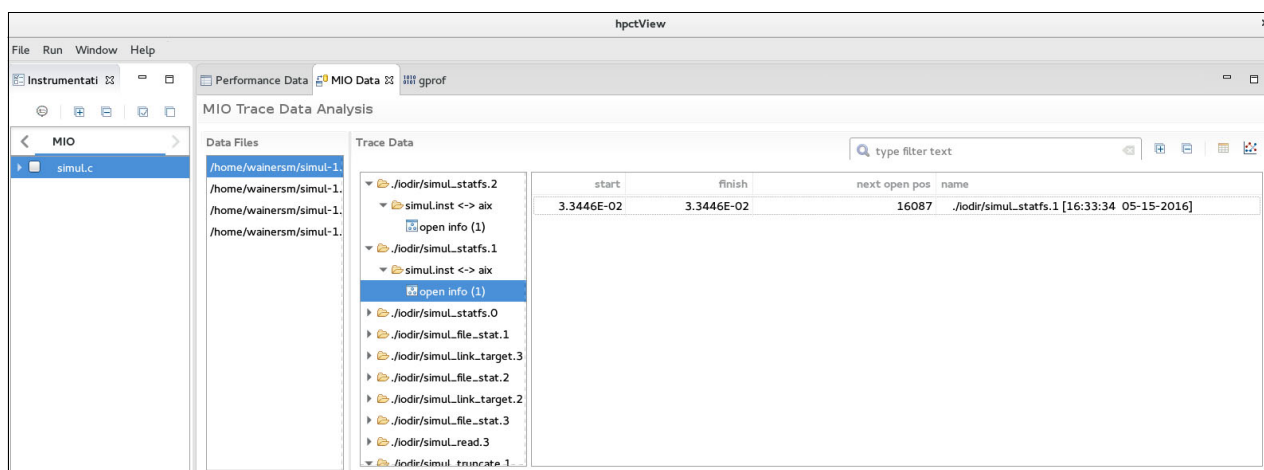 hpctView
File Run Window Help
Instrumentati
Performance Data
MIO Data
gprof
MIO Trace Data Analysis
MIO
simul.c
Data Files
/home/wainersm/simul-1.
/home/wainersm/simul-1.
/home/wainersm/simul-1.
/home/wainersm/simul-1.
Trace Data
type filter text
./iodir/simul_statfs.2
simul.inst <-> aix
open info (1)
./iodir/simul_statfs.1
simul.inst <-> aix
open info (1)
./iodir/simul_statfs.0
./iodir/simul_file_stat.1
./iodir/simul_link_target.3
./iodir/simul_file_stat.2
./iodir/simul_link_target.2
./iodir/simul_file_stat.3
./iodir/simul_read.3
./iodir/simul_truncate.1
start finish next open pos name
3.3446E-02 3.3446E-02 16087 ./iodir/simul_statfs.1 [16:33:34 05-15-2016]